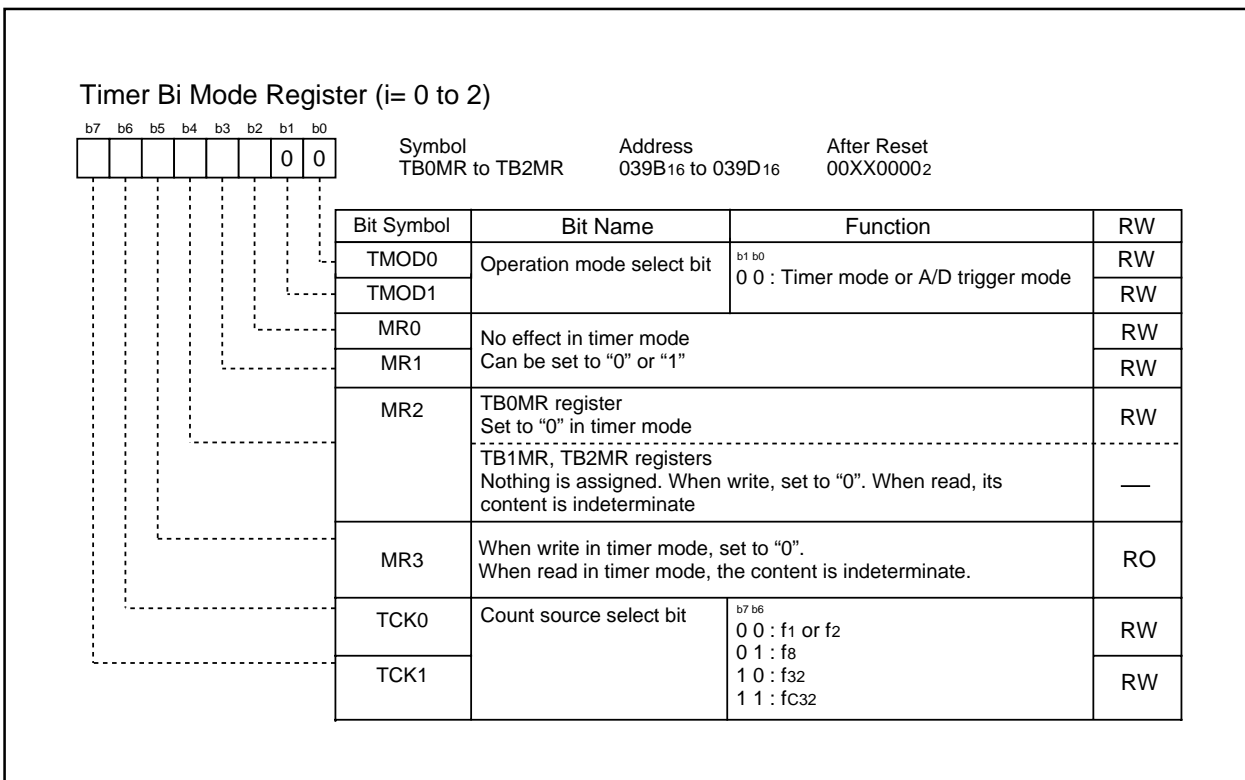 Timer Bi Mode Register (i= 0 to 2)
b7 b6 b5 b4 b3 b2 b1 b0
0 0
Symbol Address After Reset
TB0MR to TB2MR 039B16 to 039D16 00XX00002
Bit Symbol Bit Name Function RW
TMOD0 Operation mode select bit b1 b0 RW
0 0 : Timer mode or A/D trigger mode
TMOD1 RW
MR0 No effect in timer mode RW
MR1 Can be set to “0” or “1” RW
MR2 TB0MR register RW
Set to “0” in timer mode
TB1MR, TB2MR registers
Nothing is assigned. When write, set to “0”. When read, its —
content is indeterminate
MR3 When write in timer mode, set to “0”. RO
When read in timer mode, the content is indeterminate.
TCK0 Count source select bit b7 b6 RW
0 0 : f1 or f2
0 1 : f8
TCK1 1 0 : f32 RW
1 1 : fC32